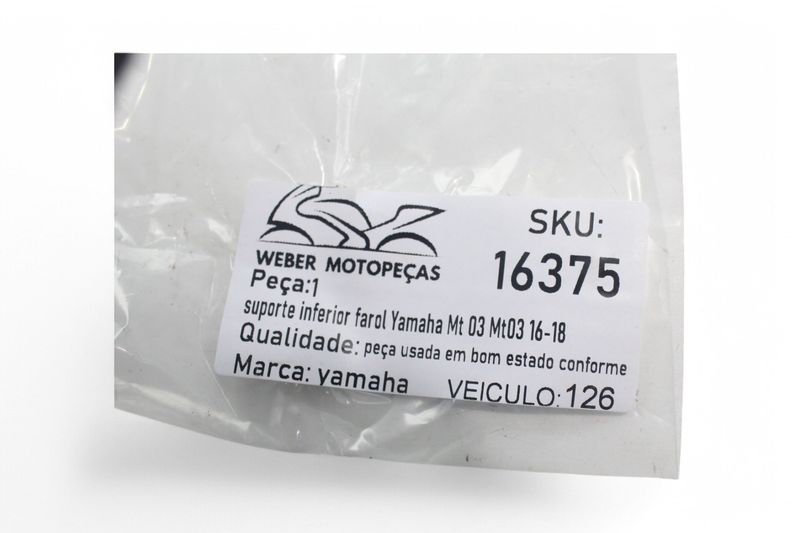 WEBER MOTOPEÇAS
SKU:
16375
Peça:1
suporte inferior farol Yamaha Mt 03 Mt03 16-18
Qualidade: peça usada em bom estado conforme
Marca: yamaha VEICULO: 126